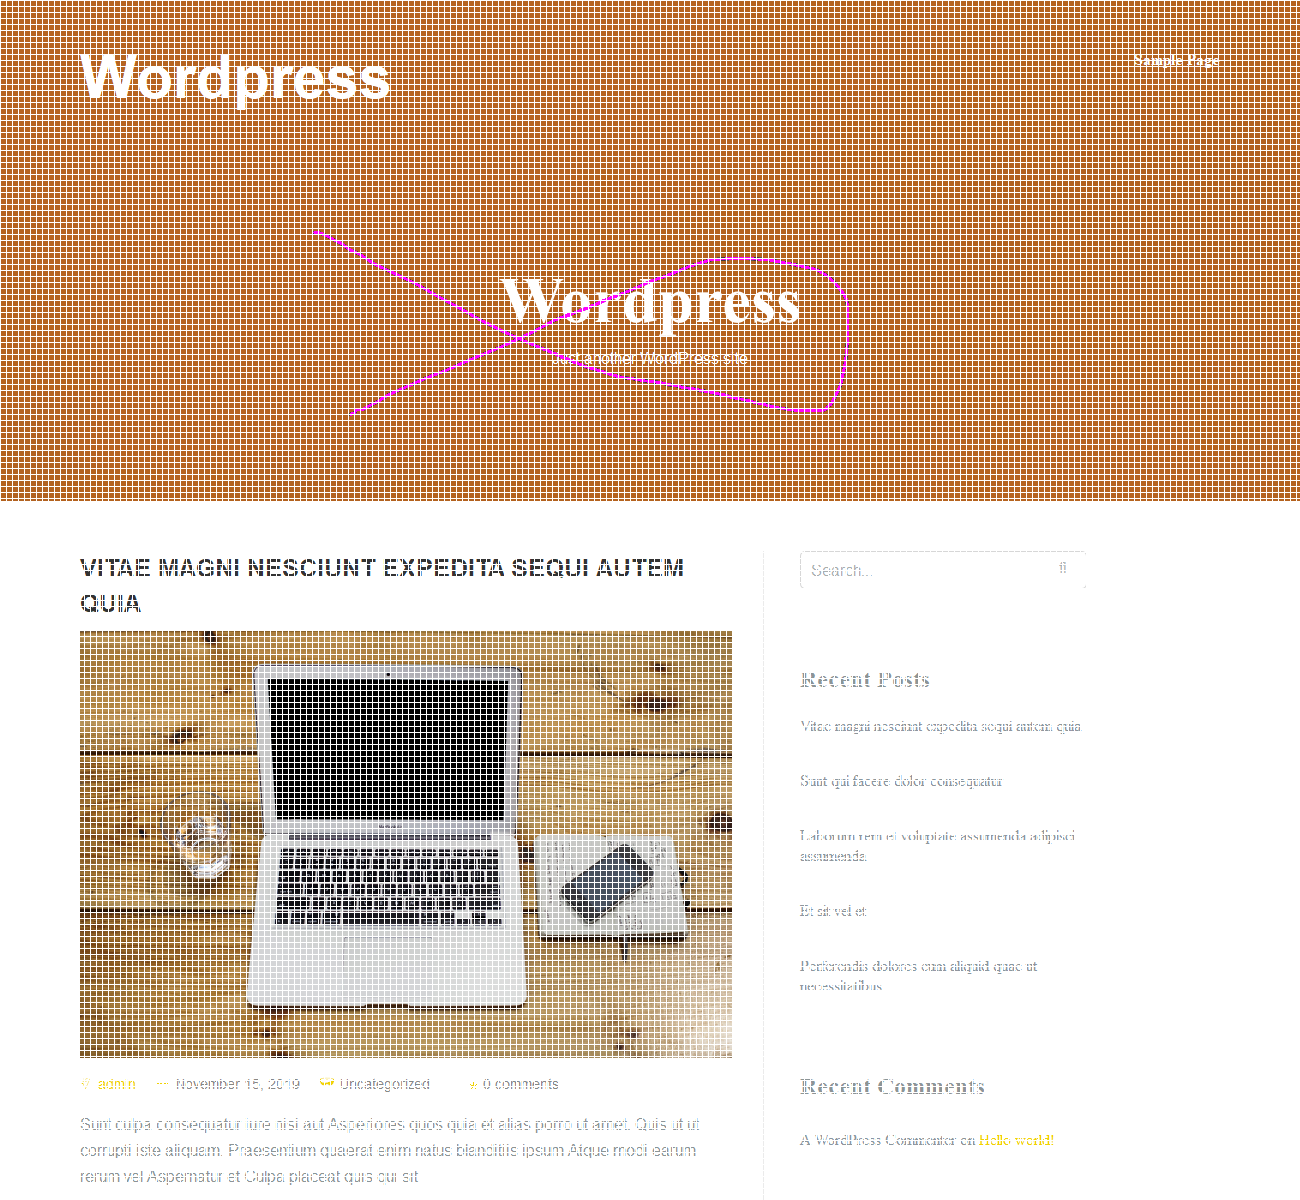 Wordpress
Sample Page
Wordpress
Just another WordPress site
VITAE MAGNI NESCIUNT EXPEDITA SEQUI AUTEM
QUIA
Search...
Recent Posts
Vitae magni nesciunt expedita sequi autem quia
Sunt qui facere dolor consequatur
Laborum rem et voluptate assumenda adipisci
assumenda
Et sit vel et
Perferendis dolores eum aliquid quae ut
necessitatibus
admin
November 15, 2019
Uncategorized
0 comments
Sunt culpa consequatur iure nisi aut Asperiores quos quia et alias porro ut amet. Quis ut ut
corrupti iste aliquam. Praesentium quaerat enim natus blanditiis ipsum Atque modi earum
rerum vel Aspernatur et Culpa placeat quis qui sit
Recent Comments
A WordPress Commenter on Hello world!